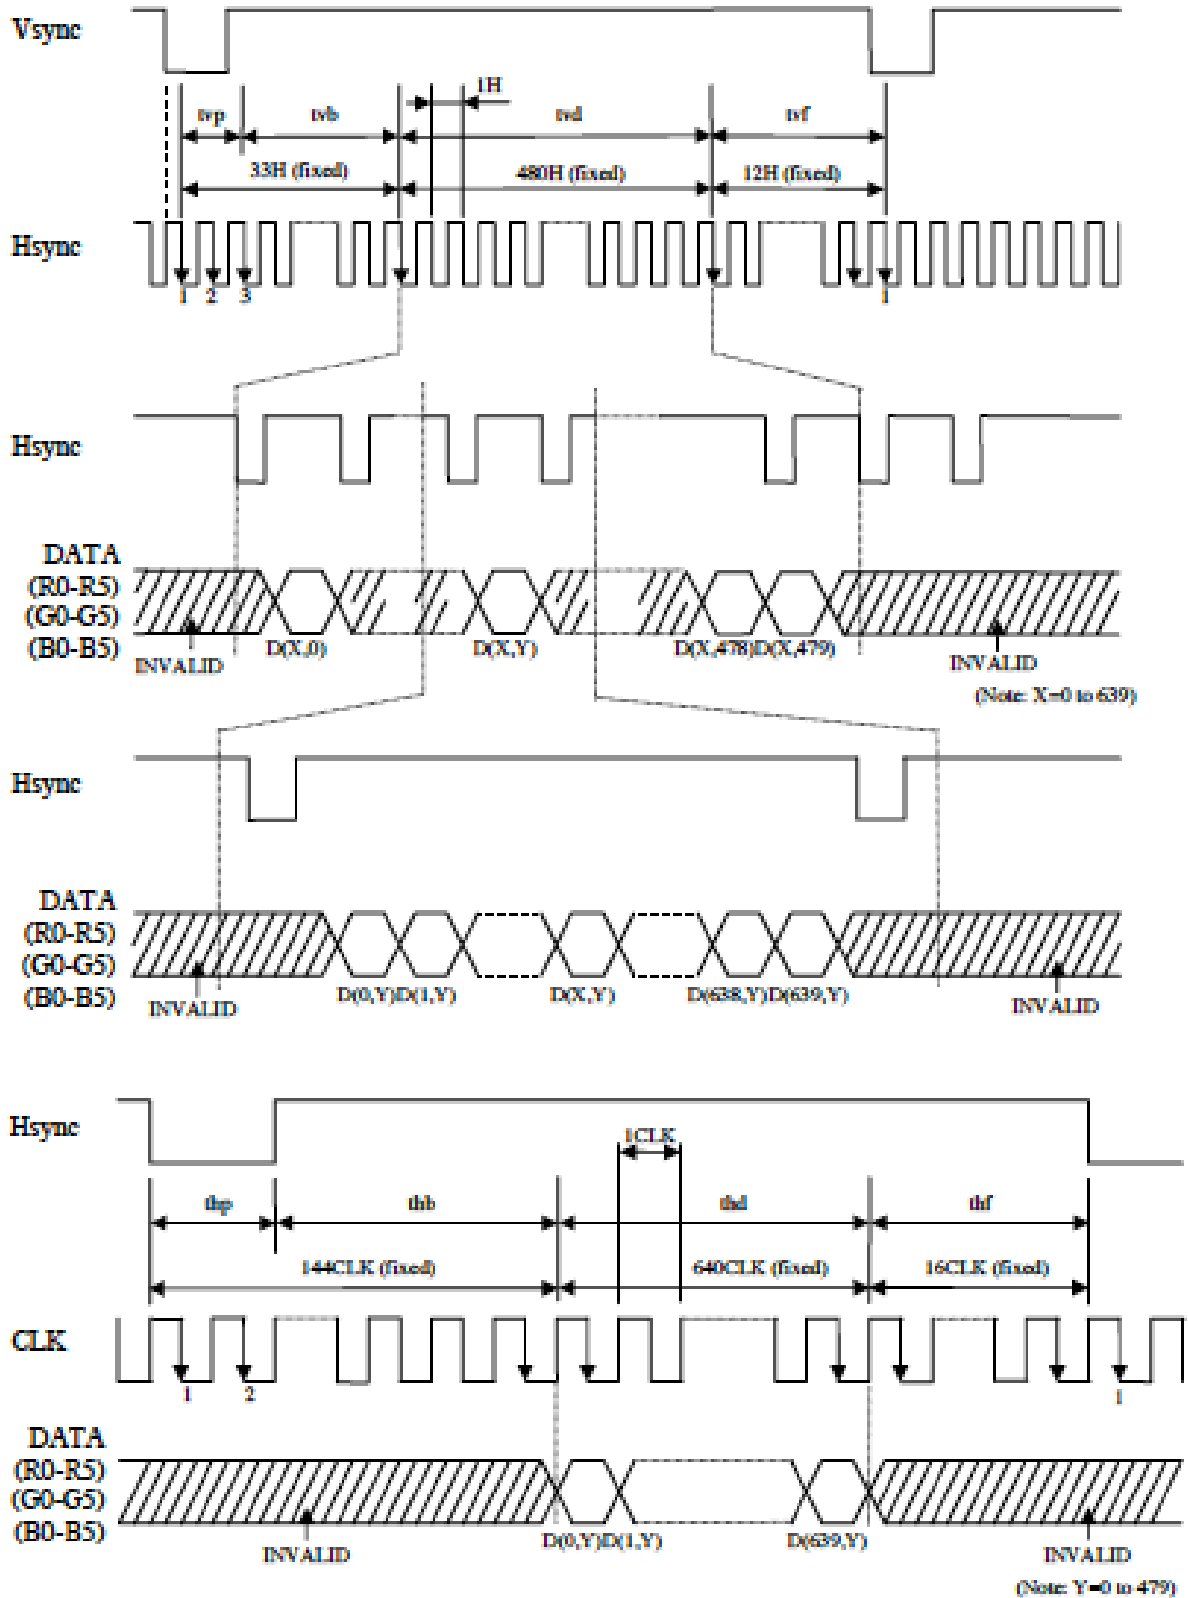 Vsync
1H
tvp tvb tvd tvf
33H (fixed) 480H (fixed) 12H (fixed)
Hsync
1 2 3 1
Hsync
DATA
(R0-R5)
(G0-G5)
(B0-B5)
D(X,0) D(X,Y) D(X,478)D(X,479)
INVALID INVALID
(Note: X=0 to 639)
Hsync
DATA
(R0-R5)
(G0-G5)
(B0-B5)
D(0,Y)D(1,Y) D(X,Y) D(638,Y)D(639,Y)
INVALID INVALID
Hsync
1CLK
thp thb thd thf
144CLK (fixed) 640CLK (fixed) 16CLK (fixed)
CLK
1 2 1
DATA
(R0-R5)
(G0-G5)
(B0-B5)
D(0,Y)D(1,Y) D(639,Y)
INVALID INVALID
(Note: Y=0 to 479)